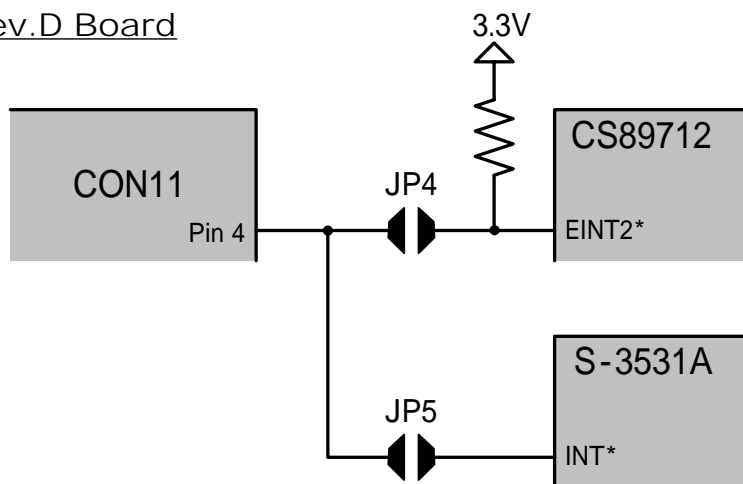 ev.D Board
3.3V
CS89712
CON11
JP4
Pin 4
EINT2*
S-3531A
JP5
INT*